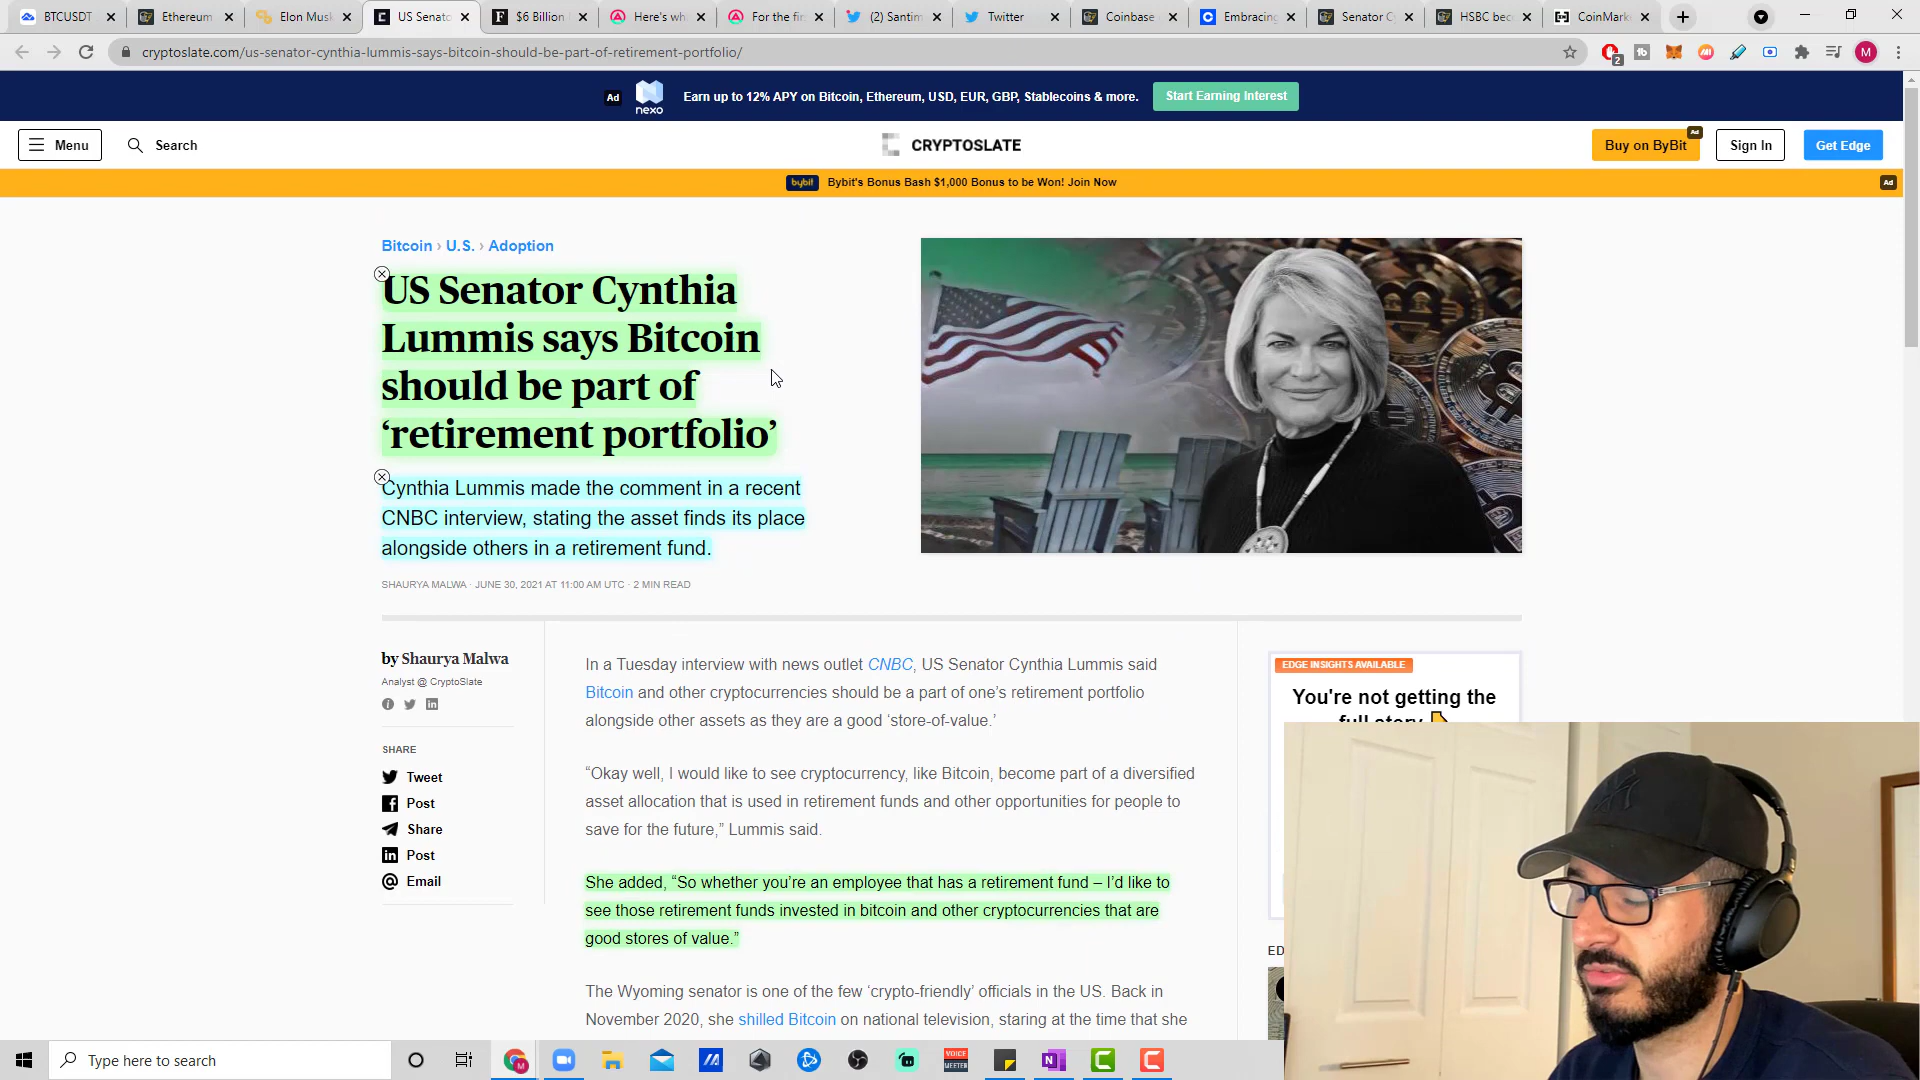 BTCUSDT
Ethereum
Elon Mus
US Senato
$6 Billion
Here's wh
For the fi
(2) Santim
Twitter
Coinbase
Embracing
Senator C
HSBC bec
CoinMark
cryptoslate.com/us-senator-cynthia-lummis-says-bitcoin-should-be-part-of-retirement-portfolio/
2
M
Ad
nexo
Earn up to 12% APY on Bitcoin, Ethereum, USD, EUR, GBP, Stablecoins & more.
Start Earning Interest
Menu
Search
CRYPTOSLATE
Buy on ByBit
Ad
Sign In
Get Edge
bybit
Bybit's Bonus Bash $1,000 Bonus to be Won! Join Now
Ad
Bitcoin › U.S. › Adoption
US Senator Cynthia
Lummis says Bitcoin
should be part of
‘retirement portfolio’
Cynthia Lummis made the comment in a recent
CNBC interview, stating the asset finds its place
alongside others in a retirement fund.
SHAURYA MALWA · JUNE 30, 2021 AT 11:00 AM UTC · 2 MIN READ
by Shaurya Malwa
Analyst @ CryptoSlate
SHARE
Tweet
Post
Share
Post
Email
In a Tuesday interview with news outlet CNBC, US Senator Cynthia Lummis said
Bitcoin and other cryptocurrencies should be a part of one’s retirement portfolio
alongside other assets as they are a good ‘store-of-value.’
“Okay well, I would like to see cryptocurrency, like Bitcoin, become part of a diversified
asset allocation that is used in retirement funds and other opportunities for people to
save for the future,” Lummis said.
She added, “So whether you’re an employee that has a retirement fund – I’d like to
see those retirement funds invested in bitcoin and other cryptocurrencies that are
good stores of value.”
The Wyoming senator is one of the few ‘crypto-friendly’ officials in the US. Back in
November 2020, she shilled Bitcoin on national television, staring at the time that she
EDGE INSIGHTS AVAILABLE
You're not getting the
full story
ED
Type here to search
VOICE
MEETER